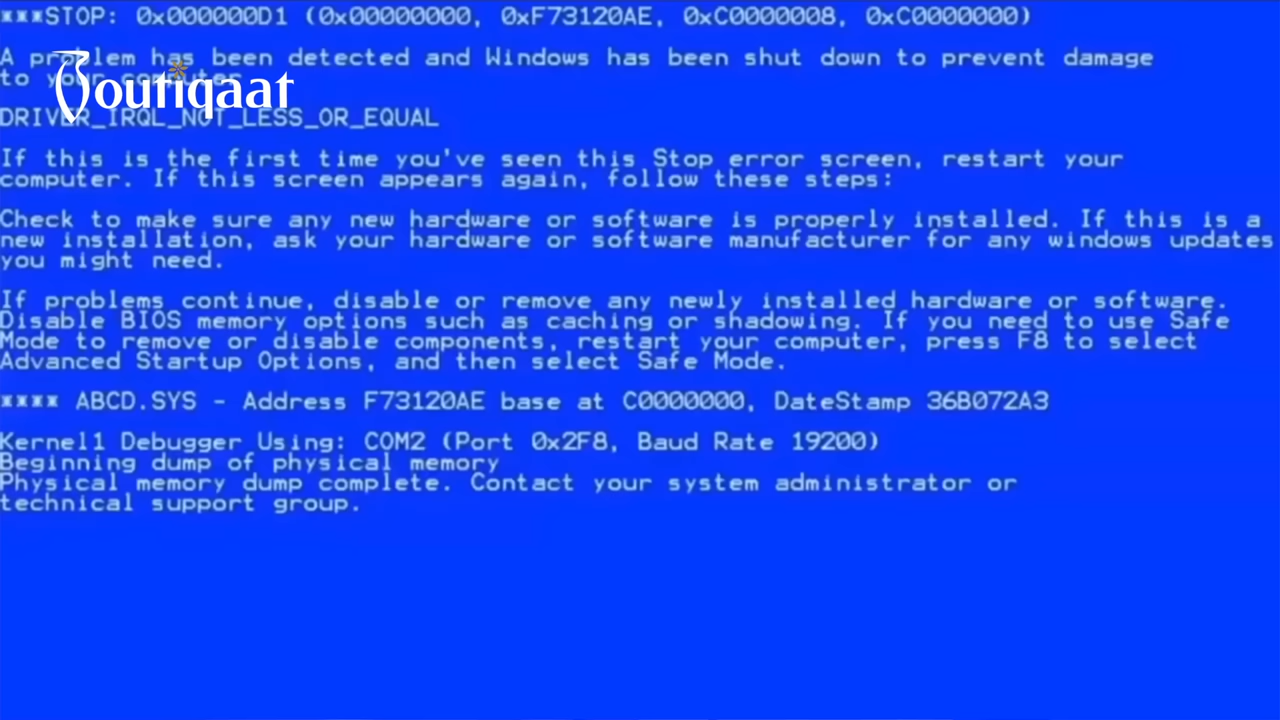 ***STOP: 0x000000D1 (0x00000000, 0xF73120AE, 0xC0000008, 0xC0000000)
A problem has been detected and Windows has been shut down to prevent damage
to your computer
Boutiqaat
DRIVER_IRQL_NOT_LESS_OR_EQUAL
If this is the first time you've seen this Stop error screen, restart your
computer. If this screen appears again, follow these steps:
Check to make sure any new hardware or software is properly installed. If this is a
new installation, ask your hardware or software manufacturer for any windows updates
you might need.
If problems continue, disable or remove any newly installed hardware or software.
Disable BIOS memory options such as caching or shadowing. If you need to use Safe
Mode to remove or disable components, restart your computer, press F8 to select
Advanced Startup Options, and then select Safe Mode.
**** ABCD.SYS - Address F73120AE base at C0000000, DateStamp 36B072A3
Kernel1 Debugger Using: COM2 (Port 0x2F8, Baud Rate 19200)
Beginning dump of physical memory
Physical memory dump complete. Contact your system administrator or
technical support group.